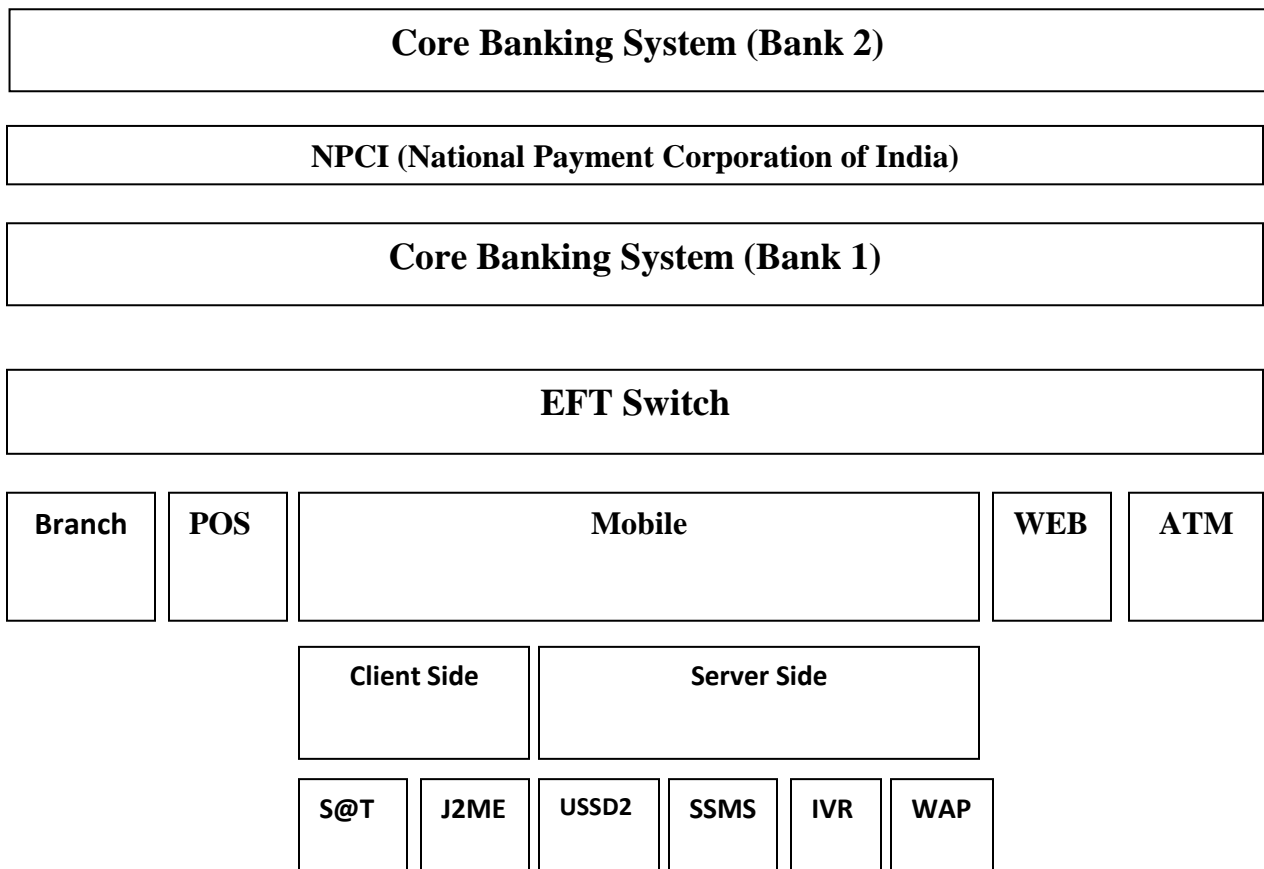 Core Banking System (Bank 2)
NPCI (National Payment Corporation of India)
Core Banking System (Bank 1)
EFT Switch
Branch POS Mobile WEB ATM
Client Side Server Side
S@T J2ME USSD2 SSMS IVR WAP